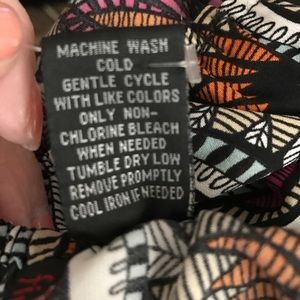 MACHINE WASH
COLD
GENTLE CYCLE
WITH LIKE COLORS
ONLY NON-
CHLORINE BLEACH
WHEN NEEDED
TUMBLE DRY LOW
REMOVE PROMPTLY
COOL IRON IF NEEDED